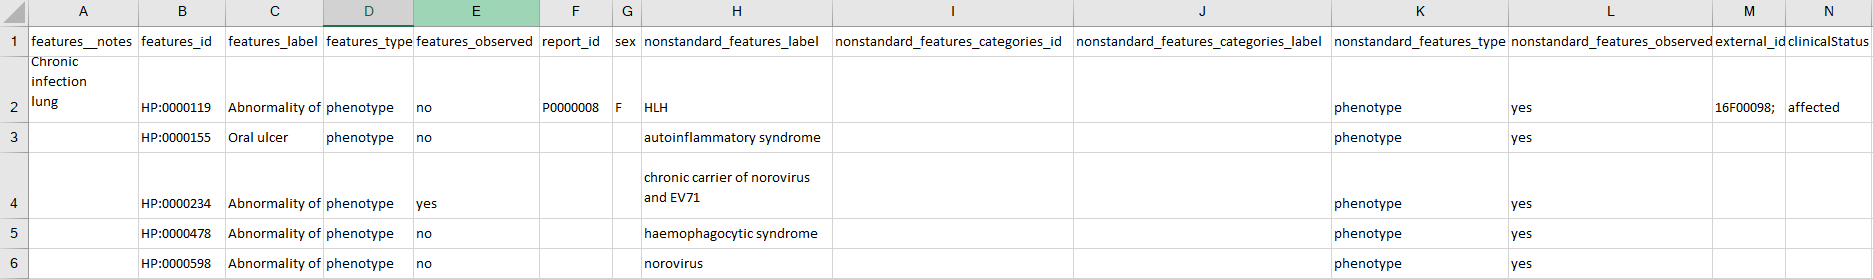 A B C D E F G H I J K L M N
1 features__notes features_id features_label features_type features_observed report_id sex nonstandard_features_label nonstandard_features_categories_id nonstandard_features_categories_label nonstandard_features_type nonstandard_features_observed external_id clinicalStatus
Chronic
infection
lung
2 HP:0000119 Abnormality of phenotype no P0000008 F HLH phenotype yes 16F00098; affected
3 HP:0000155 Oral ulcer phenotype no autoinflammatory syndrome phenotype yes
chronic carrier of norovirus
and EV71
4 HP:0000234 Abnormality of phenotype yes phenotype yes
5 HP:0000478 Abnormality of phenotype no haemophagocytic syndrome phenotype yes
6 HP:0000598 Abnormality of phenotype no norovirus phenotype yes